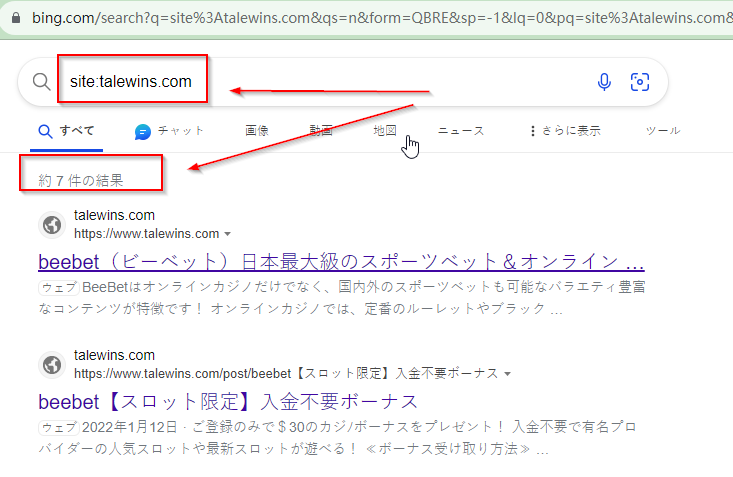 bing.com/search?q=site%3Atalewins.com&qs=n&form=QBRE&sp=-1&lq=0&pq=site%3Atalewins.com&
site:talewins.com
すべて チャット 画像 動画 地図 ニュース さらに表示 ツール
約 7 件の結果
talewins.com
https://www.talewins.com
beebet（ビーベット）日本最大級のスポーツベット＆オンライン ...
ウェブ BeeBetはオンラインカジノだけでなく、国内外のスポーツベットも可能なバラエティ豊富
なコンテンツが特徴です！ オンラインカジノでは、定番のルーレットやブラック ...
talewins.com
https://www.talewins.com/post/beebet【スロット限定】入金不要ボーナス
beebet【スロット限定】入金不要ボーナス
ウェブ 2022年1月12日 · ご登録のみで＄30のカジノボーナスをプレゼント！ 入金不要で有名プロ
バイダーの人気スロットや最新スロットが遊べる！ ≪ボーナス受け取り方法≫ ...